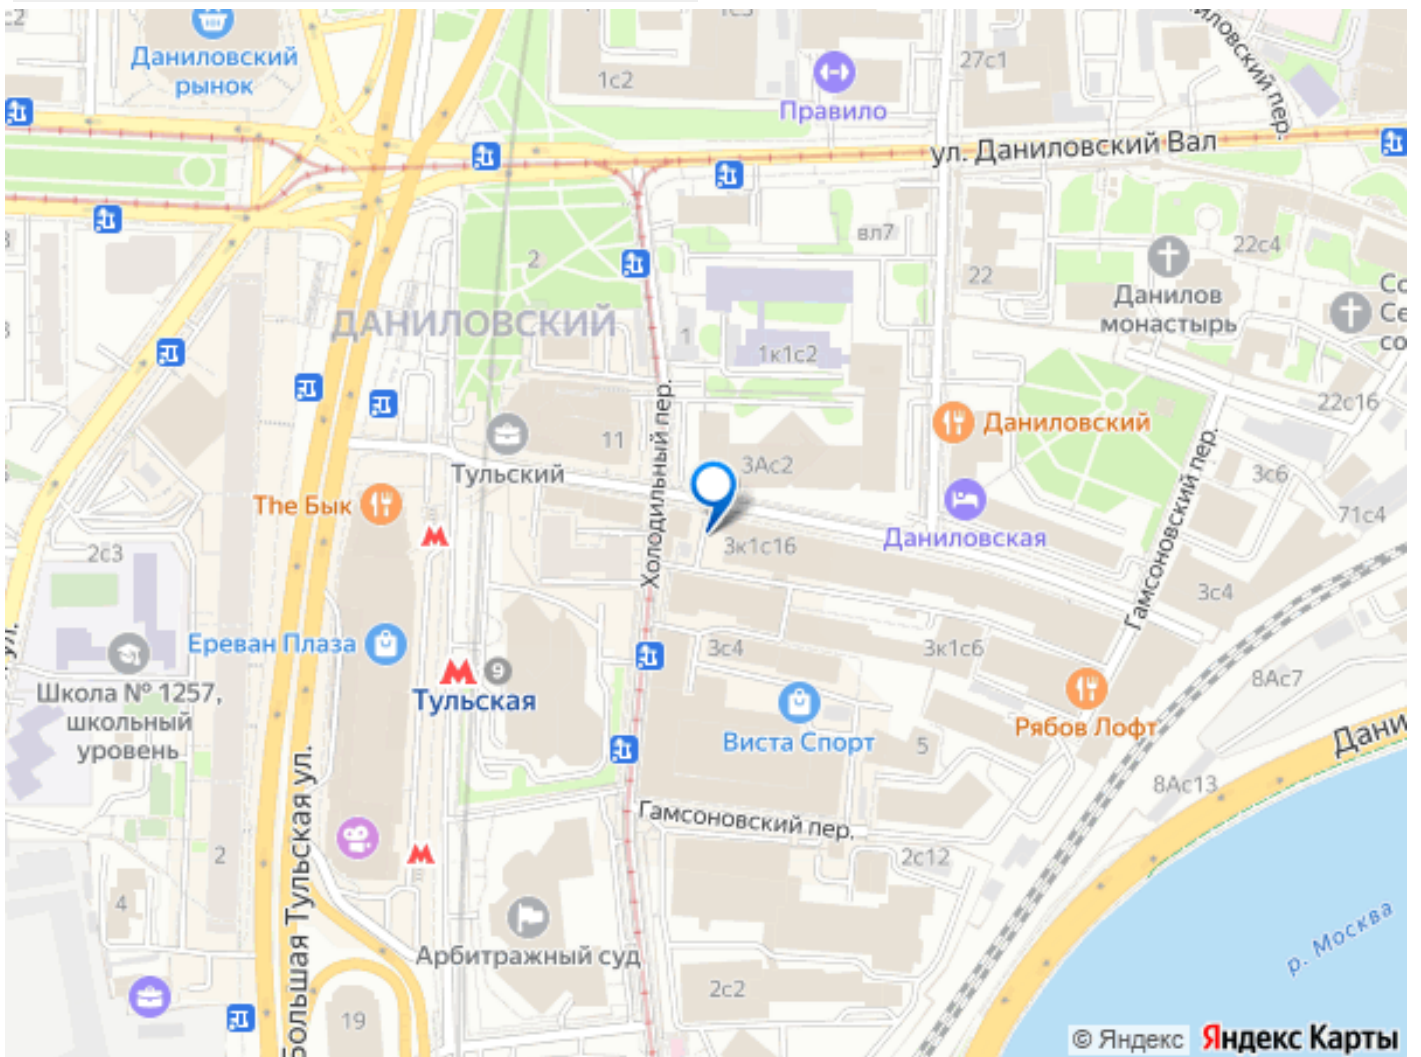 с2
Даниловский
рынок
1с2
Правило
27с1
ул. Даниловский Вал
вл7
22
22с4
Данилов
монастырь
2
ДАНИЛОВСКИЙ
1
1к1с2
Холодильный пер.
22с16
Даниловский
11
Тульский
3Ас2
3с6
71с4
The Бык
Гамсоновский пер.
3к1с16
Даниловская
2с3
3с4
Ереван Плаза
3с4
3к1с6
9
Тульская
8Ас7
Школа № 1257,
школьный
уровень
Рябов Лофт
Виста Спорт
5
Дани
8Ас13
Большая Тульская ул.
Гамсоновский пер.
2
2с12
4
Арбитражный суд
р. Москва
2с2
19
© Яндекс Яндекс Карты